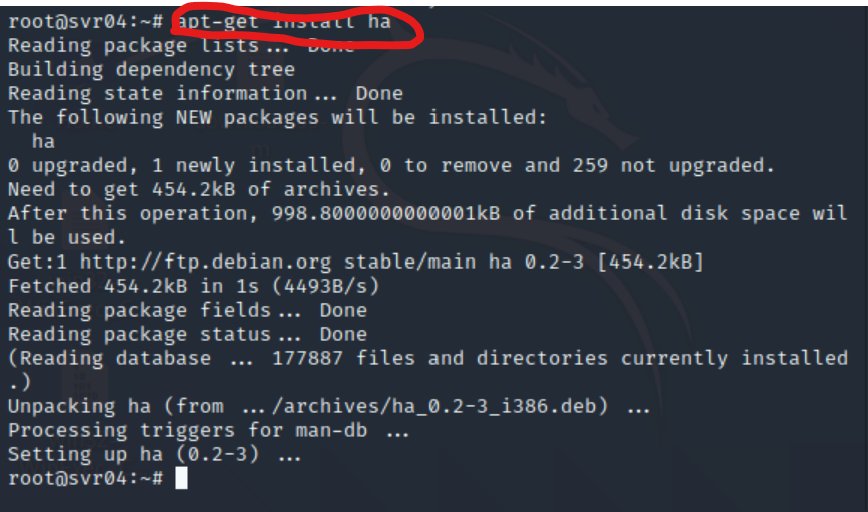 root@svr04:~# apt-get install ha
Reading package lists... Done
Building dependency tree
Reading state information... Done
The following NEW packages will be installed:
  ha
0 upgraded, 1 newly installed, 0 to remove and 259 not upgraded.
Need to get 454.2kB of archives.
After this operation, 998.8000000000001kB of additional disk space wil
l be used.
Get:1 http://ftp.debian.org stable/main ha 0.2-3 [454.2kB]
Fetched 454.2kB in 1s (4493B/s)
Reading package fields... Done
Reading package status... Done
(Reading database ... 177887 files and directories currently installed
.)
Unpacking ha (from .../archives/ha_0.2-3_i386.deb) ...
Processing triggers for man-db ...
Setting up ha (0.2-3) ...
root@svr04:~#